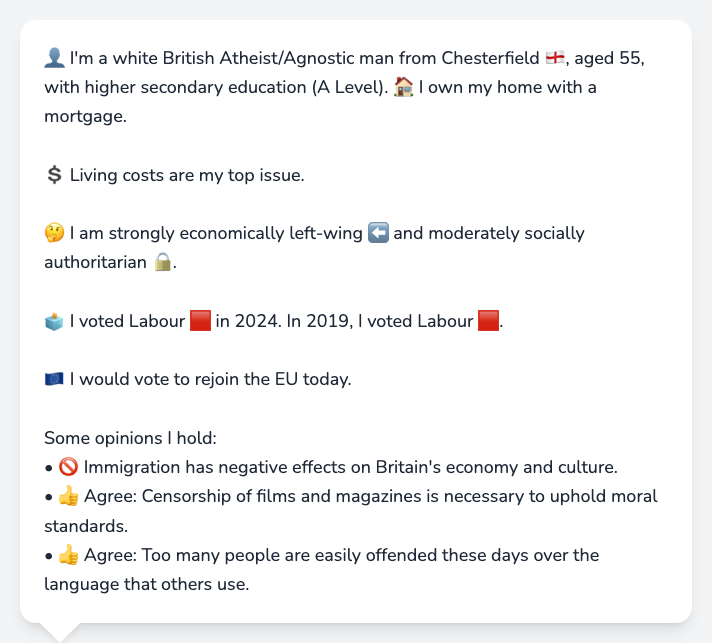 👤 I'm a white British Atheist/Agnostic man from Chesterfield 🏴󠁧󠁢󠁥󠁮󠁧󠁿, aged 55,
with higher secondary education (A Level). 🏠 I own my home with a
mortgage.
💲 Living costs are my top issue.
🤔 I am strongly economically left-wing ⬅️ and moderately socially
authoritarian 🔒.
🗳️ I voted Labour 🟥 in 2024. In 2019, I voted Labour 🟥.
🇪🇺 I would vote to rejoin the EU today.
Some opinions I hold:
• 🚫 Immigration has negative effects on Britain's economy and culture.
• 👍 Agree: Censorship of films and magazines is necessary to uphold moral
standards.
• 👍 Agree: Too many people are easily offended these days over the
language that others use.